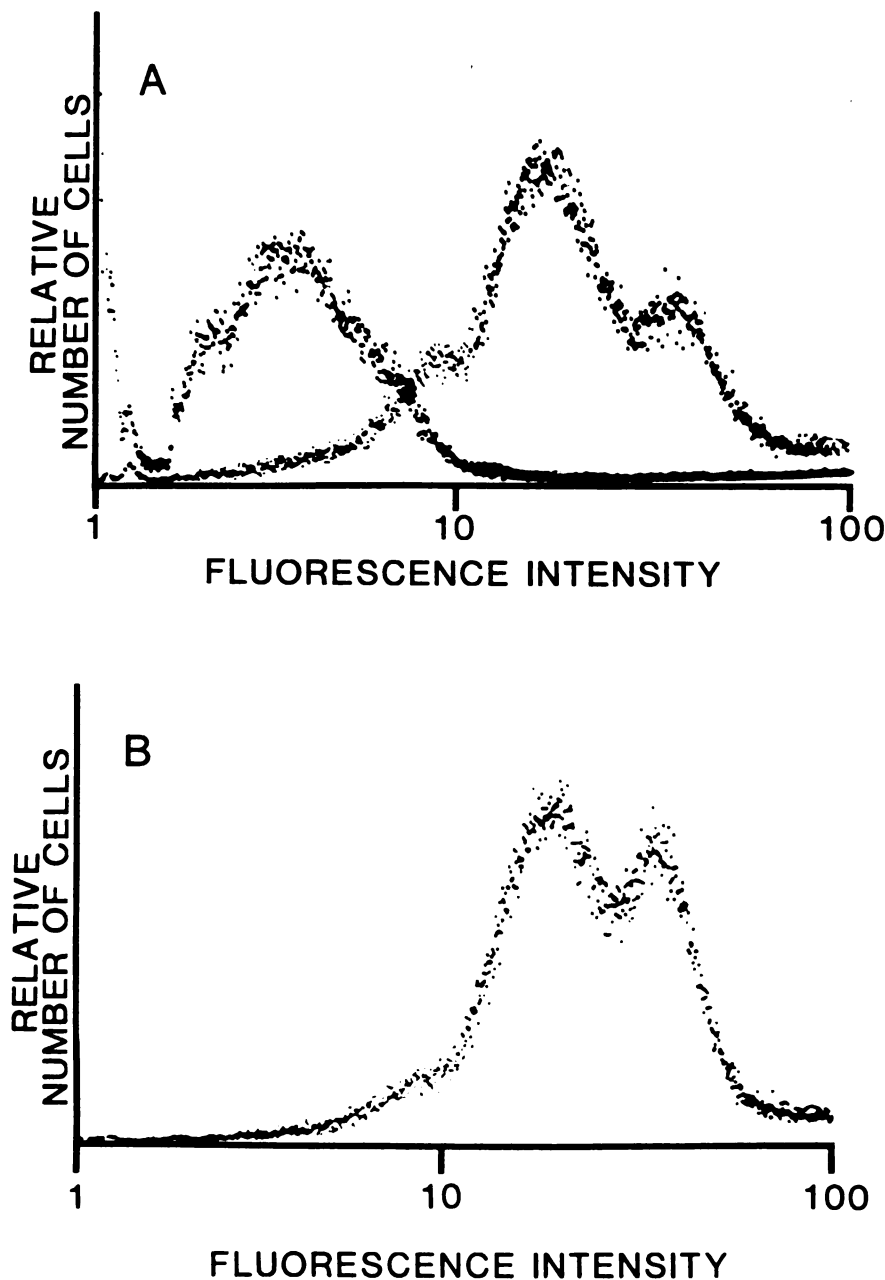 A
RELATIVE
NUMBER OF CELLS
1
10
100
FLUORESCENCE INTENSITY
B
RELATIVE
NUMBER OF CELLS
1
10
100
FLUORESCENCE INTENSITY